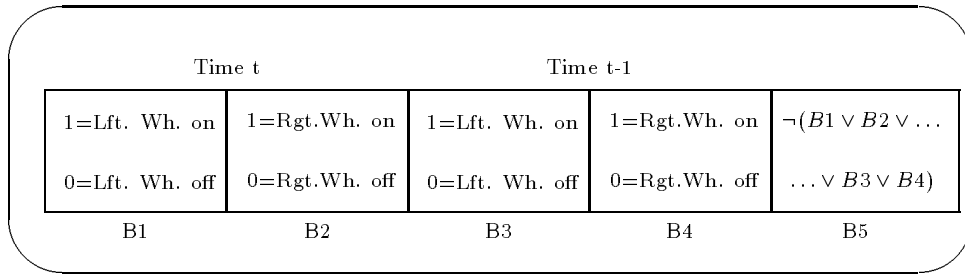 Time t Time t-1
1=Lft. Wh. on 1=Rgt.Wh. on 1=Lft. Wh. on 1=Rgt.Wh. on ¬(B1 ∨ B2 ∨ ...
0=Lft. Wh. off 0=Rgt.Wh. off 0=Lft. Wh. off 0=Rgt.Wh. off ... ∨ B3 ∨ B4)
B1 B2 B3 B4 B5